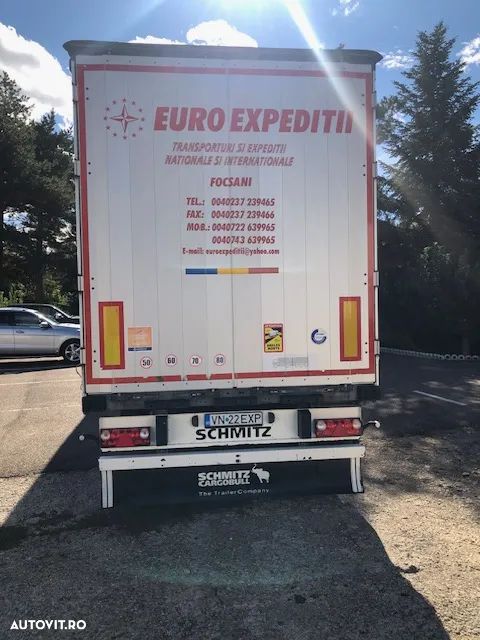 EURO EXPEDITII
TRANSPORTURI SI EXPEDITII
NATIONALE SI INTERNATIONALE
FOCSANI
TEL.: 0040237 239465
FAX: 0040237 239466
MOB.: 0040722 639965
0040743 639965
E-mail: euroexpeditii@yahoo.com
50 60 70 80
ANGLES MORTS
VN 22 EXP
SCHMITZ
SCHMITZ
CARGOBULL
The Trailer Company
AUTOVIT.RO